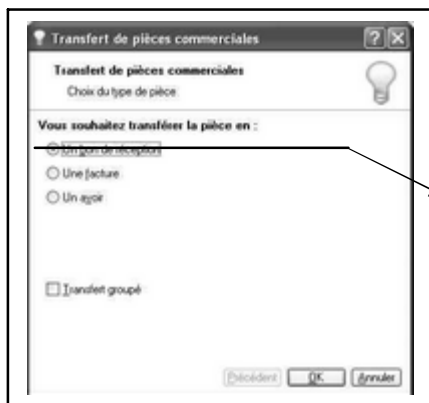 Transfert de pièces commerciales
Transfert de pièces commerciales
Choix du type de pièce
Vous souhaitez transférer la pièce en :
Un bon de réception
Une facture
Un avoir
Transfert groupé
Précédent OK Annuler